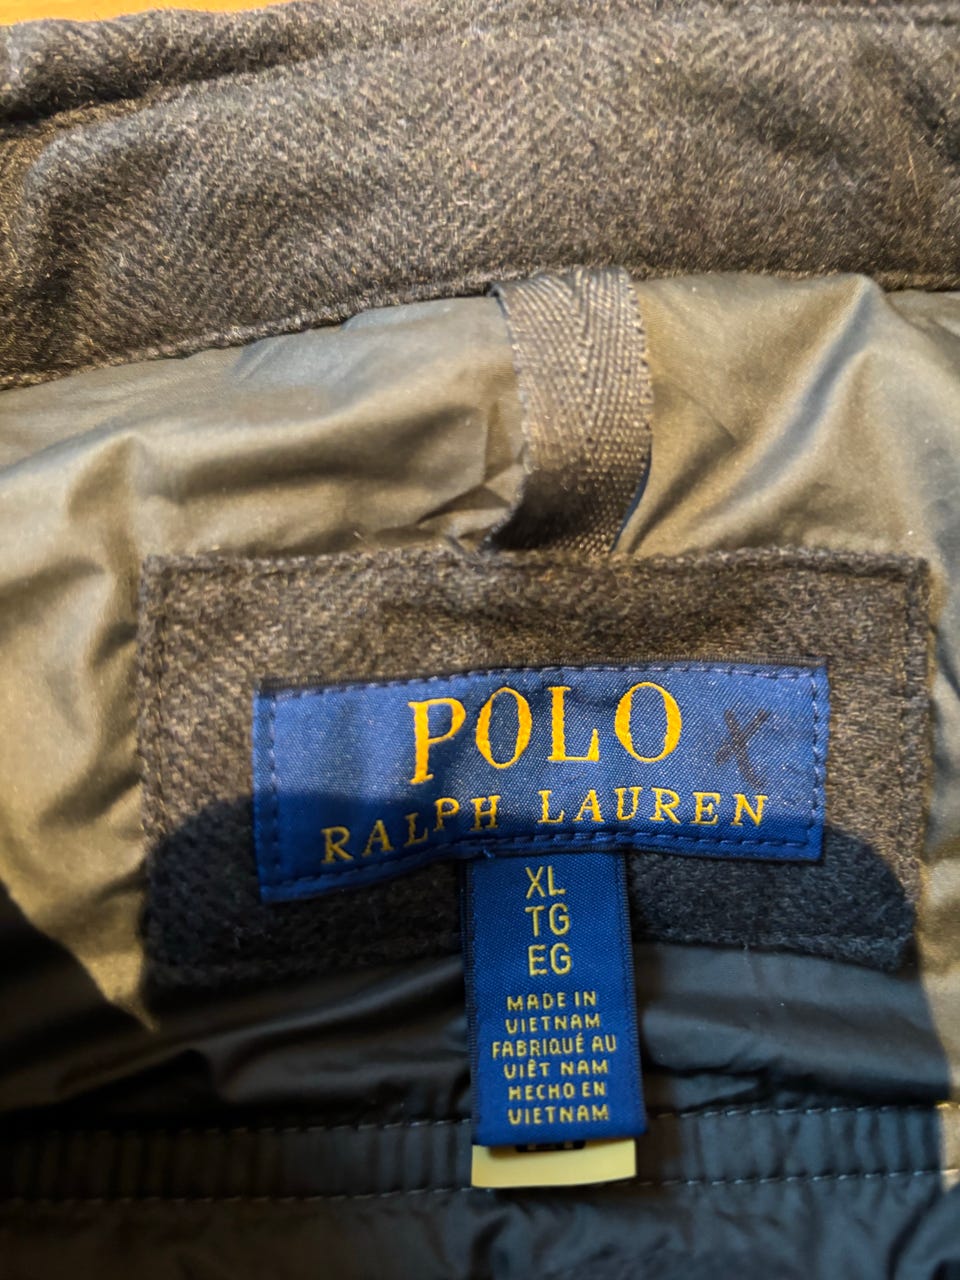 POLO X
RALPH LAUREN
XL
TG
EG
MADE IN
VIETNAM
FABRIQUÉ AU
VIÊT NAM
HECHO EN
VIETNAM